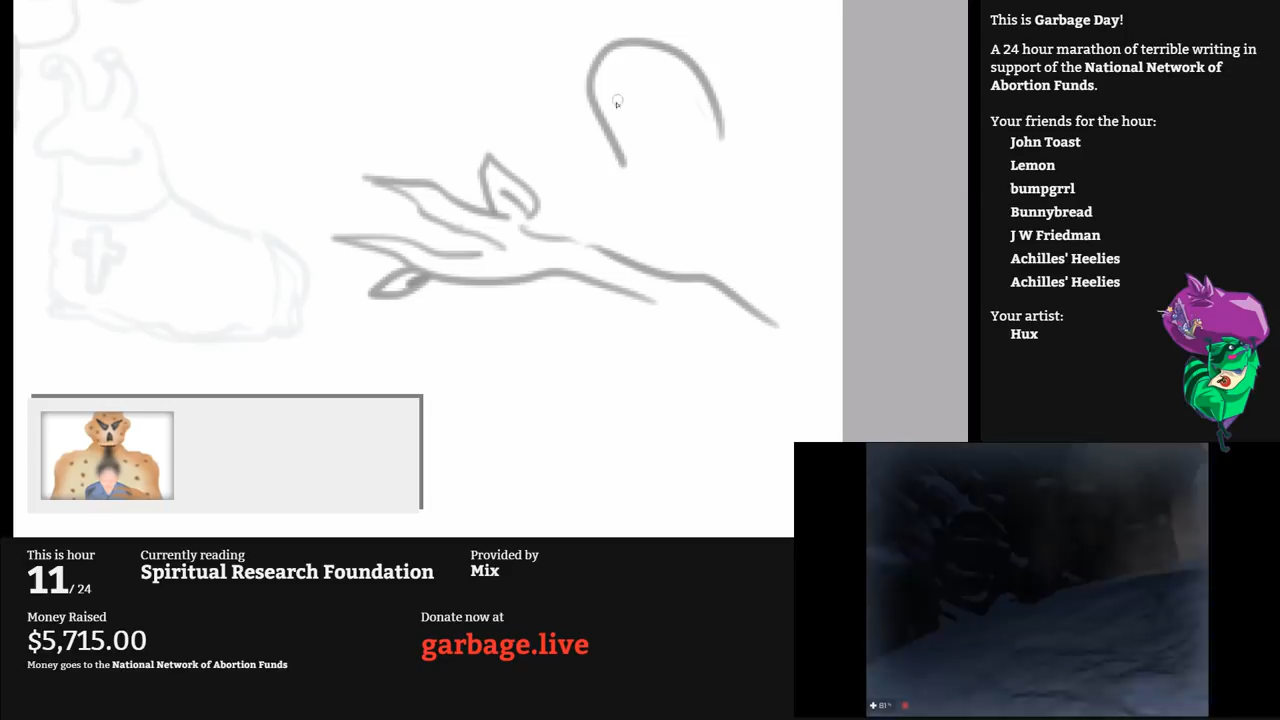 This is Garbage Day!
A 24 hour marathon of terrible writing in
support of the National Network of
Abortion Funds.
Your friends for the hour:
John Toast
Lemon
bumpgrrl
Bunnybread
J W Friedman
Achilles' Heelies
Achilles' Heelies
Your artist:
Hux
This is hour
11 / 24
Currently reading
Spiritual Research Foundation
Provided by
Mix
Money Raised
$5,715.00
Money goes to the National Network of Abortion Funds
Donate now at
garbage.live
81